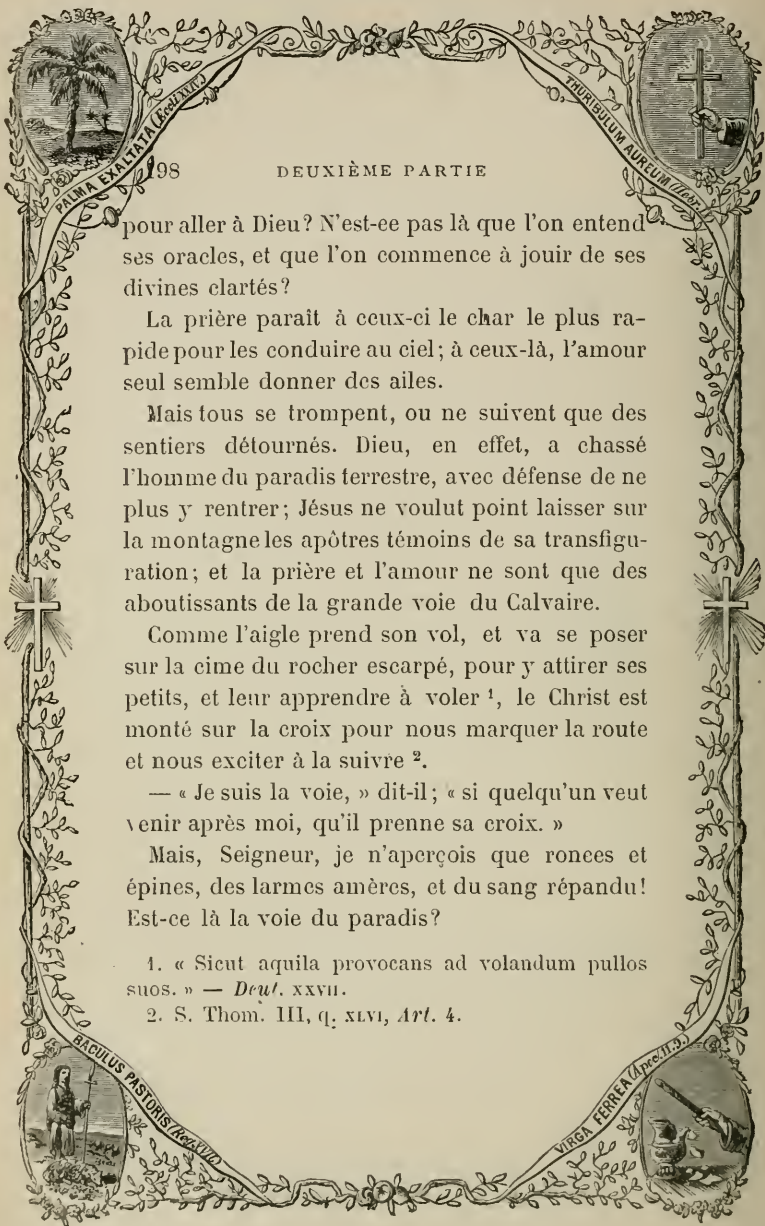 PALMA EXALTATA (Eccli. XXIV.)
THURIBULUM AUREUM
198 DEUXIÈME PARTIE
pour aller à Dieu? N'est-ce pas là que l'on entend
ses oracles, et que l'on commence à jouir de ses
divines clartés?
La prière paraît à ceux-ci le char le plus ra-
pide pour les conduire au ciel; à ceux-là, l'amour
seul semble donner des ailes.
Mais tous se trompent, ou ne suivent que des
sentiers détournés. Dieu, en effet, a chassé
l'homme du paradis terrestre, avec défense de ne
plus y rentrer; Jésus ne voulut point laisser sur
la montagne les apôtres témoins de sa transfigu-
ration; et la prière et l'amour ne sont que des
aboutissants de la grande voie du Calvaire.
Comme l'aigle prend son vol, et va se poser
sur la cime du rocher escarpé, pour y attirer ses
petits, et leur apprendre à voler ¹, le Christ est
monté sur la croix pour nous marquer la route
et nous exciter à la suivre ².
— « Je suis la voie, » dit-il; « si quelqu'un veut
venir après moi, qu'il prenne sa croix. »
Mais, Seigneur, je n'aperçois que ronces et
épines, des larmes amères, et du sang répandu!
Est-ce là la voie du paradis?
1. « Sicut aquila provocans ad volandum pullos
suos. » — Deut. XXVII.
2. S. Thom. III, q. XLVI, Art. 4.
BACULUS PASTORIS
VIRGA FERREA (Apoc. II. 9.)